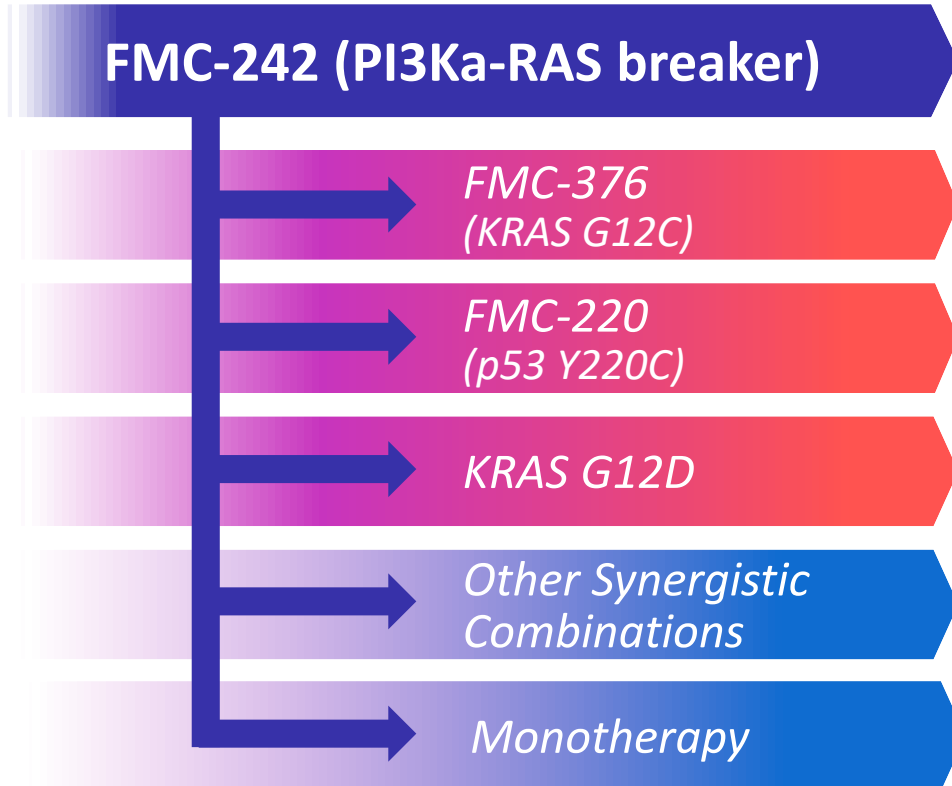 FMC-242 (PI3Ka-RAS breaker)
FMC-376
(KRAS G12C)
FMC-220
(p53 Y220C)
KRAS G12D
Other Synergistic
Combinations
Monotherapy